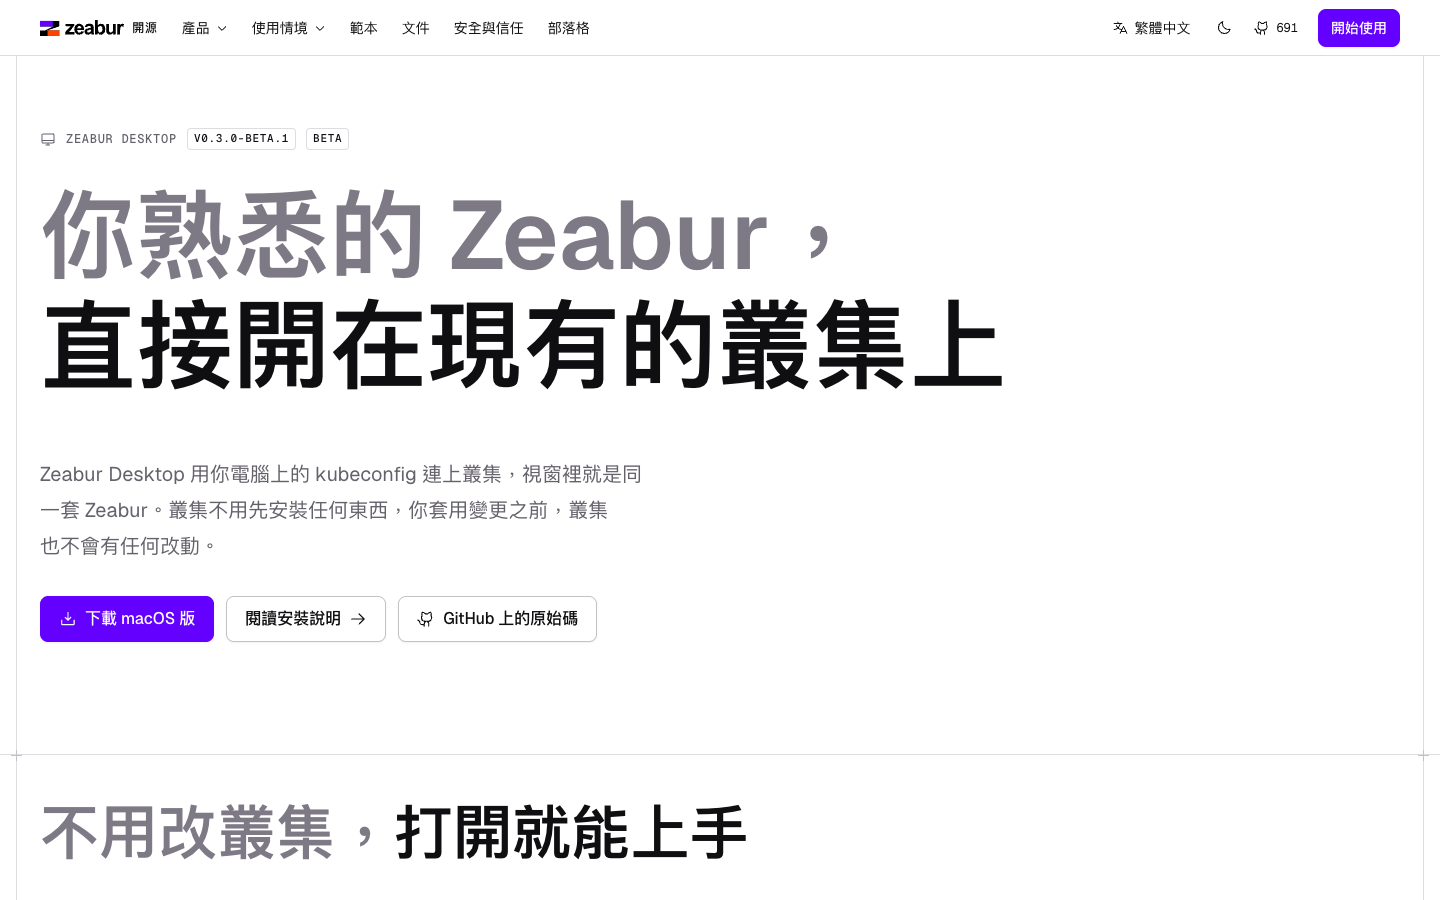 zeabur 開源 產品 使用情境 範本 文件 安全與信任 部落格 繁體中文 691 開始使用
ZEABUR DESKTOP V0.3.0-BETA.1 BETA
你熟悉的 Zeabur，
直接開在現有的叢集上
Zeabur Desktop 用你電腦上的 kubeconfig 連上叢集，視窗裡就是同
一套 Zeabur。叢集不用先安裝任何東西，你套用變更之前，叢集
也不會有任何改動。
下載 macOS 版 閱讀安裝說明 GitHub 上的原始碼
不用改叢集，打開就能上手